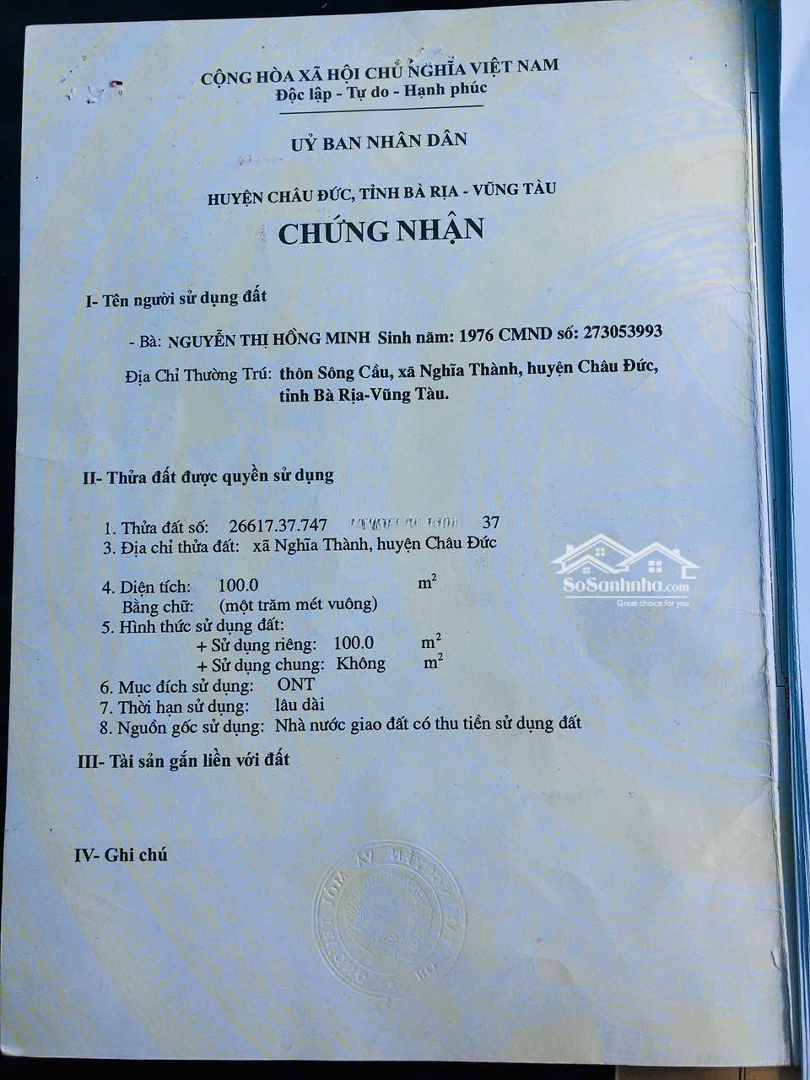 CỘNG HÒA XÃ HỘI CHỦ NGHĨA VIỆT NAM
Độc lập - Tự do - Hạnh phúc
UỶ BAN NHÂN DÂN
HUYỆN CHÂU ĐỨC, TỈNH BÀ RỊA - VŨNG TÀU
CHỨNG NHẬN
I- Tên người sử dụng đất
- Bà: NGUYỄN THỊ HỒNG MINH Sinh năm: 1976 CMND số: 273053993
Địa Chỉ Thường Trú: thôn Sông Cầu, xã Nghĩa Thành, huyện Châu Đức,
tỉnh Bà Rịa-Vũng Tàu.
II- Thửa đất được quyền sử dụng
1. Thửa đất số: 26617.37.747 37
3. Địa chỉ thửa đất: xã Nghĩa Thành, huyện Châu Đức
4. Diện tích: 100.0 m²
Bằng chữ: (một trăm mét vuông)
5. Hình thức sử dụng đất:
+ Sử dụng riêng: 100.0 m²
+ Sử dụng chung: Không m²
6. Mục đích sử dụng: ONT
7. Thời hạn sử dụng: lâu dài
8. Nguồn gốc sử dụng: Nhà nước giao đất có thu tiền sử dụng đất
III- Tài sản gắn liền với đất
IV- Ghi chú
SoSanhnha.com
Great choice for you